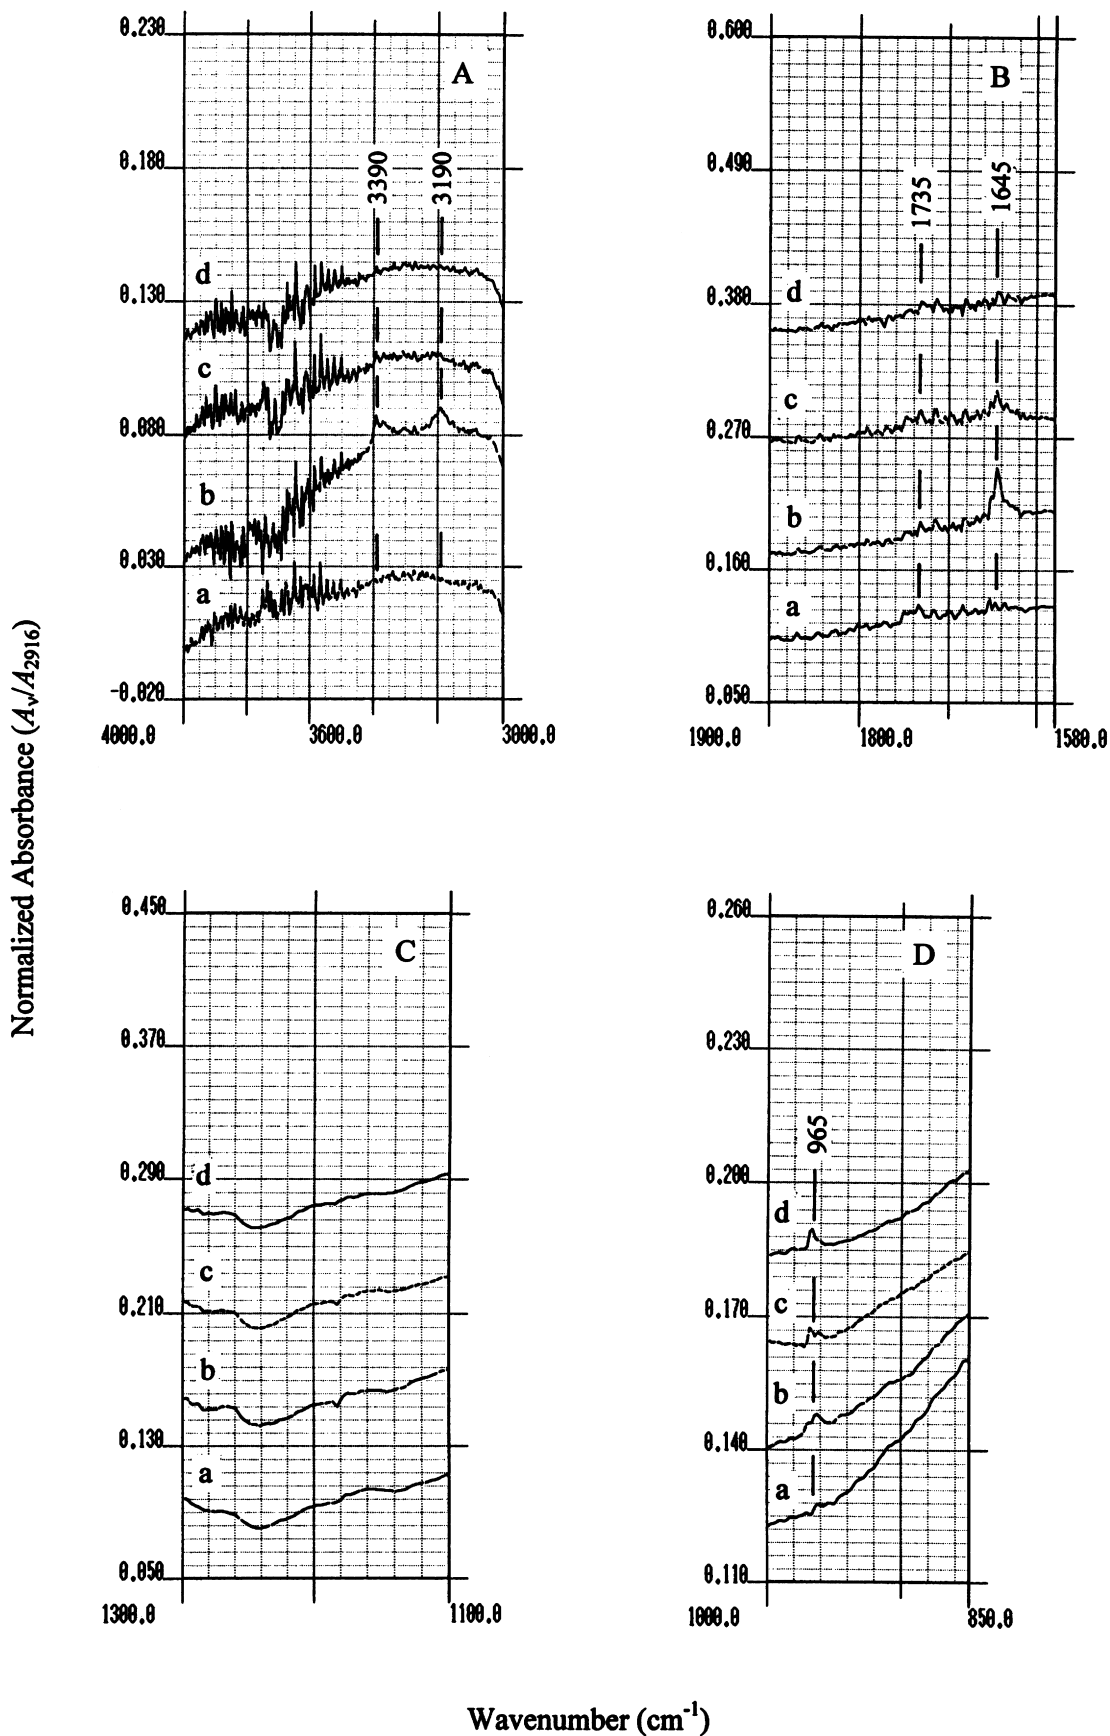 Normalized Absorbance (Aν/A2916)
A
0.230
0.180
0.130
0.080
0.030
-0.020
3390
3190
d
c
b
a
4000.0
3600.0
3000.0
B
0.600
0.490
0.380
0.270
0.160
0.050
1735
1645
d
c
b
a
1900.0
1800.0
1580.0
C
0.450
0.370
0.290
0.210
0.130
0.050
d
c
b
a
1300.0
1100.0
D
0.260
0.230
0.200
0.170
0.140
0.110
965
d
c
b
a
1000.0
850.0
Wavenumber (cm-1)